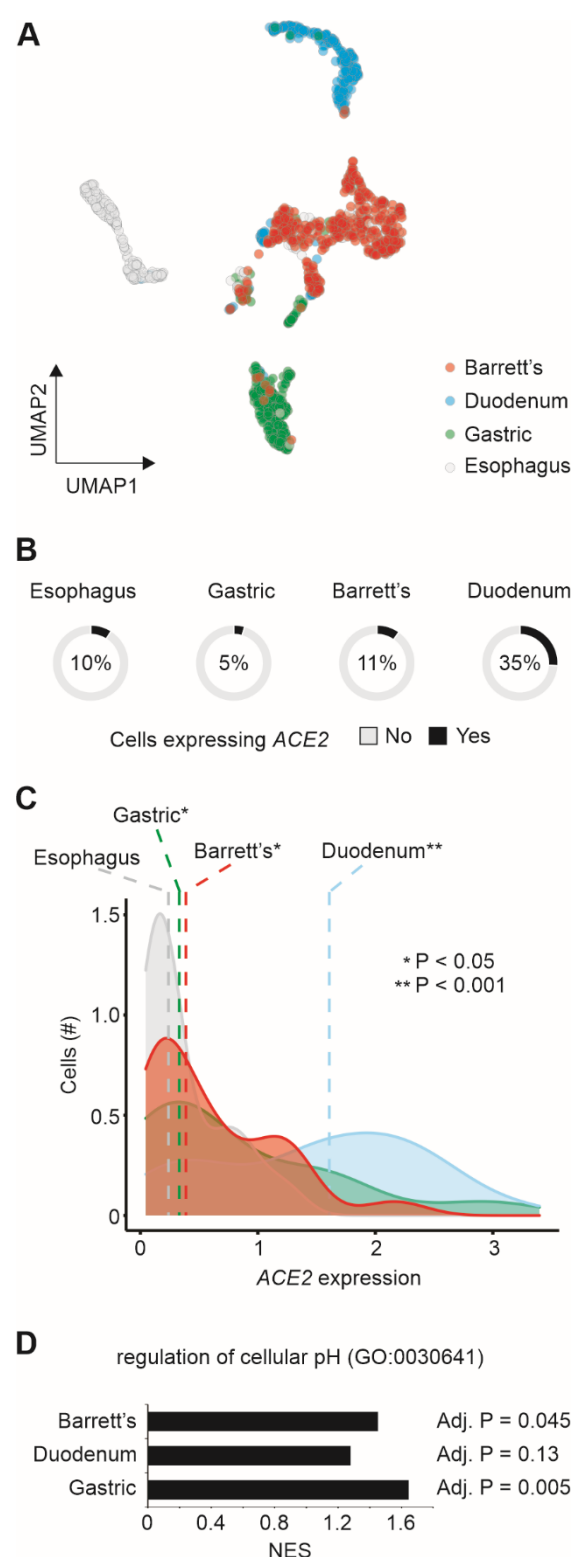 A
UMAP2
UMAP1
Barrett's
Duodenum
Gastric
Esophagus
B
Esophagus Gastric Barrett's Duodenum
10% 5% 11% 35%
Cells expressing ACE2 No Yes
C
Gastric*
Esophagus Barrett's* Duodenum**
* P < 0.05
** P < 0.001
Cells (#)
1.5
1.0
0.5
0
0 1 2 3
ACE2 expression
D
regulation of cellular pH (GO:0030641)
Barrett's Adj. P = 0.045
Duodenum Adj. P = 0.13
Gastric Adj. P = 0.005
0 0.4 0.8 1.2 1.6
NES